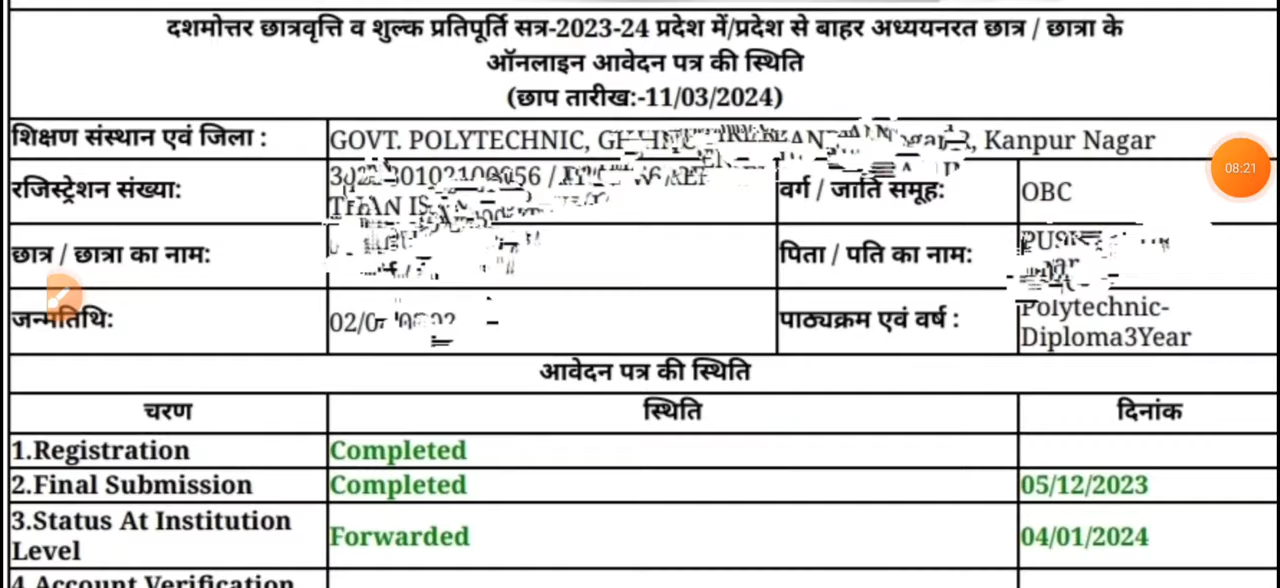 दशमोत्तर छात्रवृत्ति व शुल्क प्रतिपूर्ति सत्र-2023-24 प्रदेश में/प्रदेश से बाहर अध्ययनरत छात्र / छात्रा के
ऑनलाइन आवेदन पत्र की स्थिति
(छाप तारीख:-11/03/2024)
शिक्षण संस्थान एवं जिला : GOVT. POLYTECHNIC, Kanpur Nagar
रजिस्ट्रेशन संख्या: वर्ग / जाति समूह: OBC
छात्र / छात्रा का नाम: पिता / पति का नाम:
जन्मतिथि: पाठ्यक्रम एवं वर्ष : Polytechnic-
Diploma3Year
आवेदन पत्र की स्थिति
चरण स्थिति दिनांक
1.Registration Completed
2.Final Submission Completed 05/12/2023
3.Status At Institution
Level Forwarded 04/01/2024
4.Account Verification
08:21